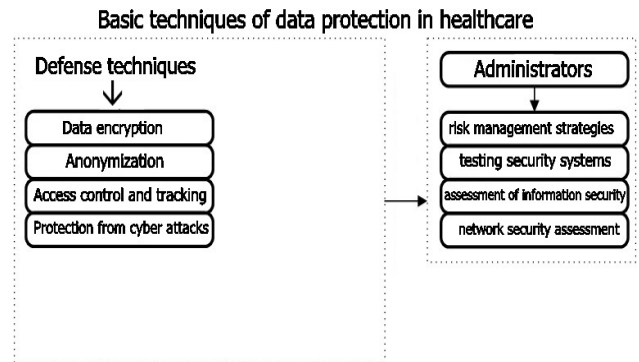 Basic techniques of data protection in healthcare
Defense techniques
Data encryption
Anonymization
Access control and tracking
Protection from cyber attacks
Administrators
risk management strategies
testing security systems
assessment of information security
network security assessment